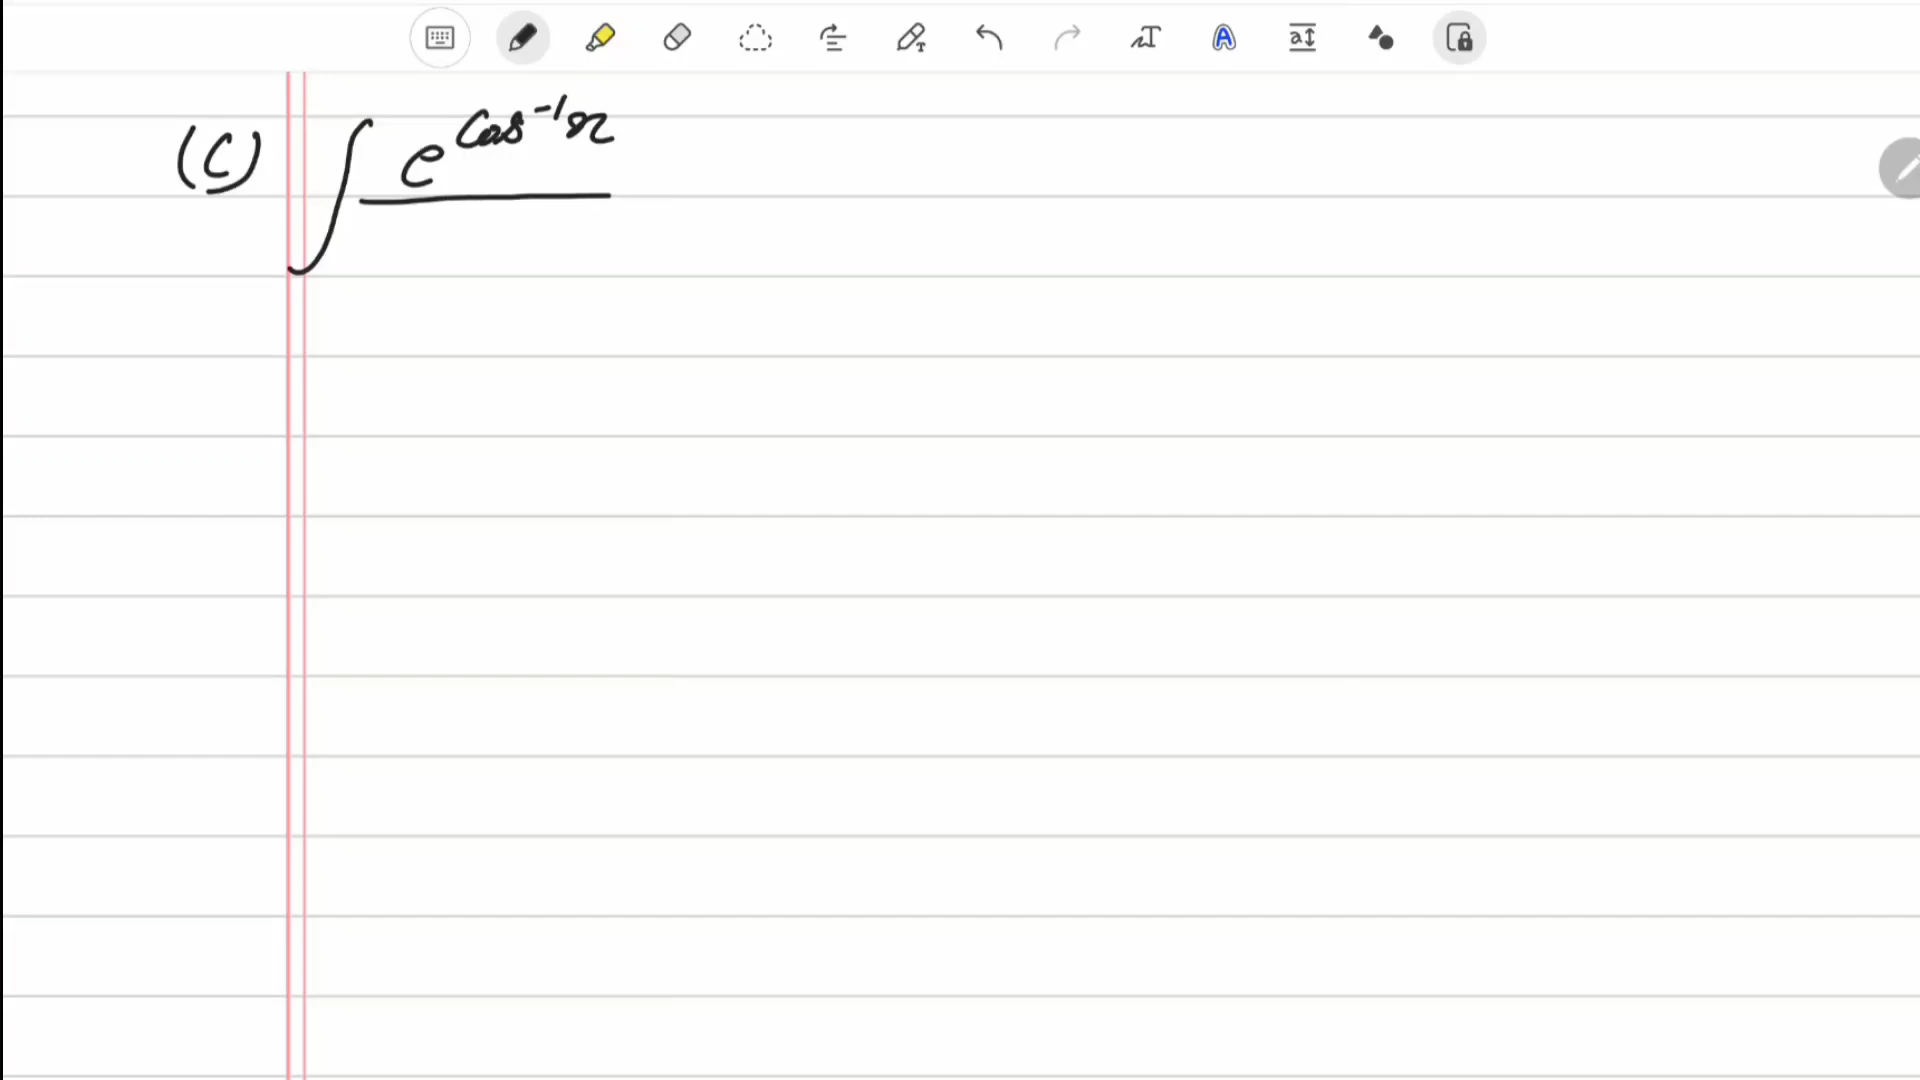 (C) ∫ e^{Cos^{-1}x} /